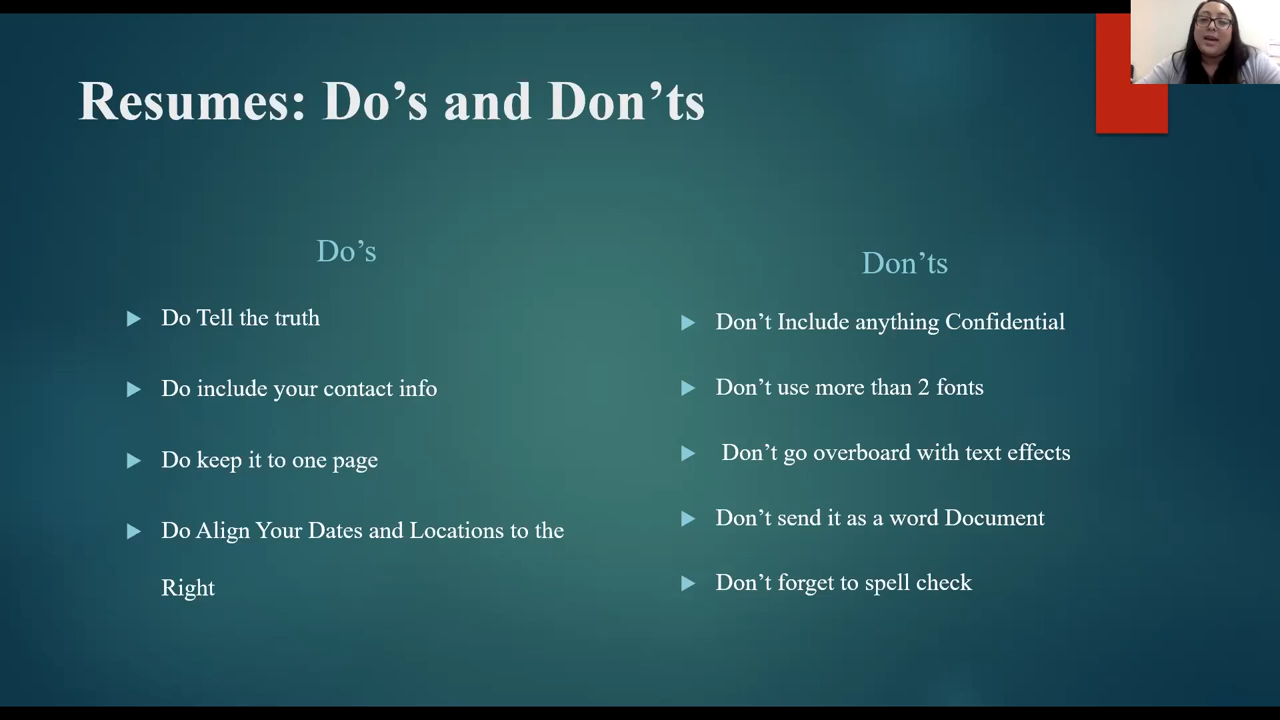 Resumes: Do’s and Don’ts
Do’s
Do Tell the truth
Do include your contact info
Do keep it to one page
Do Align Your Dates and Locations to the
Right
Don’ts
Don’t Include anything Confidential
Don’t use more than 2 fonts
Don’t go overboard with text effects
Don’t send it as a word Document
Don’t forget to spell check